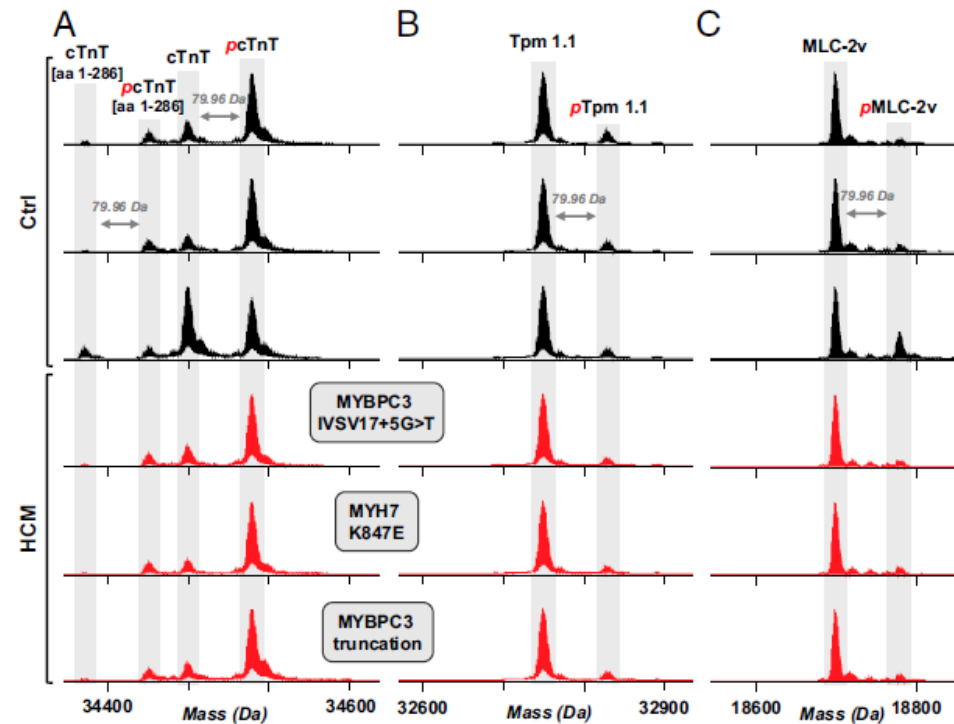 A
B
C
cTnT
[aa 1-286]
pcTnT
[aa 1-286]
cTnT
pcTnT
79.96 Da
79.96 Da
Tpm 1.1
pTpm 1.1
79.96 Da
MLC-2v
pMLC-2v
79.96 Da
Ctrl
HCM
MYBPC3
IVSV17+5G>T
MYH7
K847E
MYBPC3
truncation
34400 Mass (Da) 34600
32600 Mass (Da) 32900
18600 Mass (Da) 18800